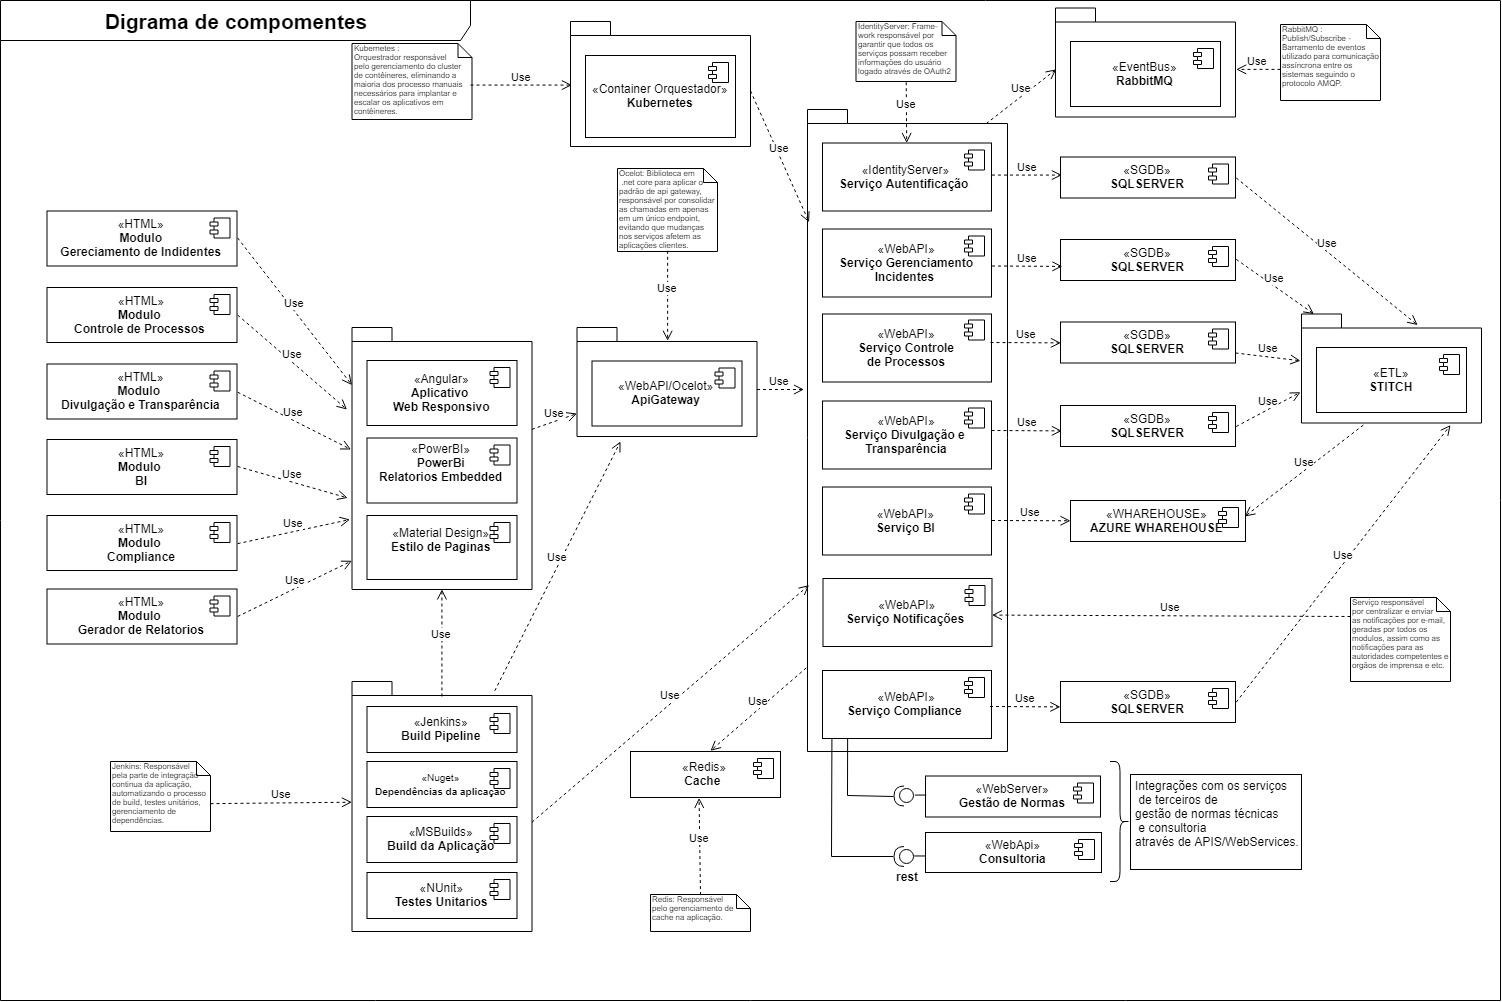 Digrama de compomentes
Kubernetes :
Orquestrador responsável
pelo gerenciamento do cluster
de contêineres, eliminando a
maioria dos processo manuais
necessários para implantar e
escalar os aplicativos em
contêineres.
Use
«Container Orquestador»
Kubernetes
Use
IdentityServer: Frame-
work responsável por
garantir que todos os
serviços possam receber
informações do usuário
logado através de OAuth2
Use
Use
«EventBus»
RabbitMQ
Use
RabbitMQ :
Publish/Subscribe -
Barramento de eventos
utilizado para comunicação
assíncrona entre os
sistemas seguindo o
protocolo AMQP.
Ocelot: Biblioteca em
.net core para aplicar o
padrão de api gateway,
responsável por consolidar
as chamadas em apenas
em um único endpoint,
evitando que mudanças
nos serviços afetem as
aplicações clientes.
Use
«HTML»
Modulo
Gereciamento de Indidentes
Use
«HTML»
Modulo
Controle de Processos
Use
«HTML»
Modulo
Divulgação e Transparência
Use
«HTML»
Modulo
BI
Use
«HTML»
Modulo
Compliance
Use
«HTML»
Modulo
Gerador de Relatorios
Use
«Angular»
Aplicativo
Web Responsivo
«PowerBI»
PowerBi
Relatorios Embedded
«Material Design»
Estilo de Paginas
Use
«WebAPI/Ocelot»
ApiGateway
Use
«IdentityServer»
Serviço Autentificação
Use
«SGDB»
SQLSERVER
Use
«WebAPI»
Serviço Gerenciamento
Incidentes
Use
«SGDB»
SQLSERVER
Use
«WebAPI»
Serviço Controle
de Processos
Use
«SGDB»
SQLSERVER
Use
«WebAPI»
Serviço Divulgação e
Transparência
Use
«SGDB»
SQLSERVER
Use
«ETL»
STITCH
Use
«WebAPI»
Serviço BI
Use
«WHAREHOUSE»
AZURE WHAREHOUSE
Use
«WebAPI»
Serviço Notificações
Use
Serviço responsável
por centralizar e enviar
as notificações por e-mail,
geradas por todos os
modulos, assim como as
notificações para as
autoridades competentes e
orgãos de imprensa e etc.
«WebAPI»
Serviço Compliance
Use
«SGDB»
SQLSERVER
Use
Use
Use
Use
«Jenkins»
Build Pipeline
«Nuget»
Dependências da aplicação
«MSBuilds»
Build da Aplicação
«NUnit»
Testes Unitarios
Jenkins: Responsável
pela parte de integração
continua da aplicação,
automatizando o processo
de build, testes unitários,
gerenciamento de
dependências.
Use
«Redis»
Cache
Use
Redis: Responsável
pelo gerenciamento de
cache na aplicação.
«WebServer»
Gestão de Normas
«WebApi»
Consultoria
rest
Integrações com os serviços
de terceiros de
gestão de normas técnicas
e consultoria
através de APIS/WebServices.